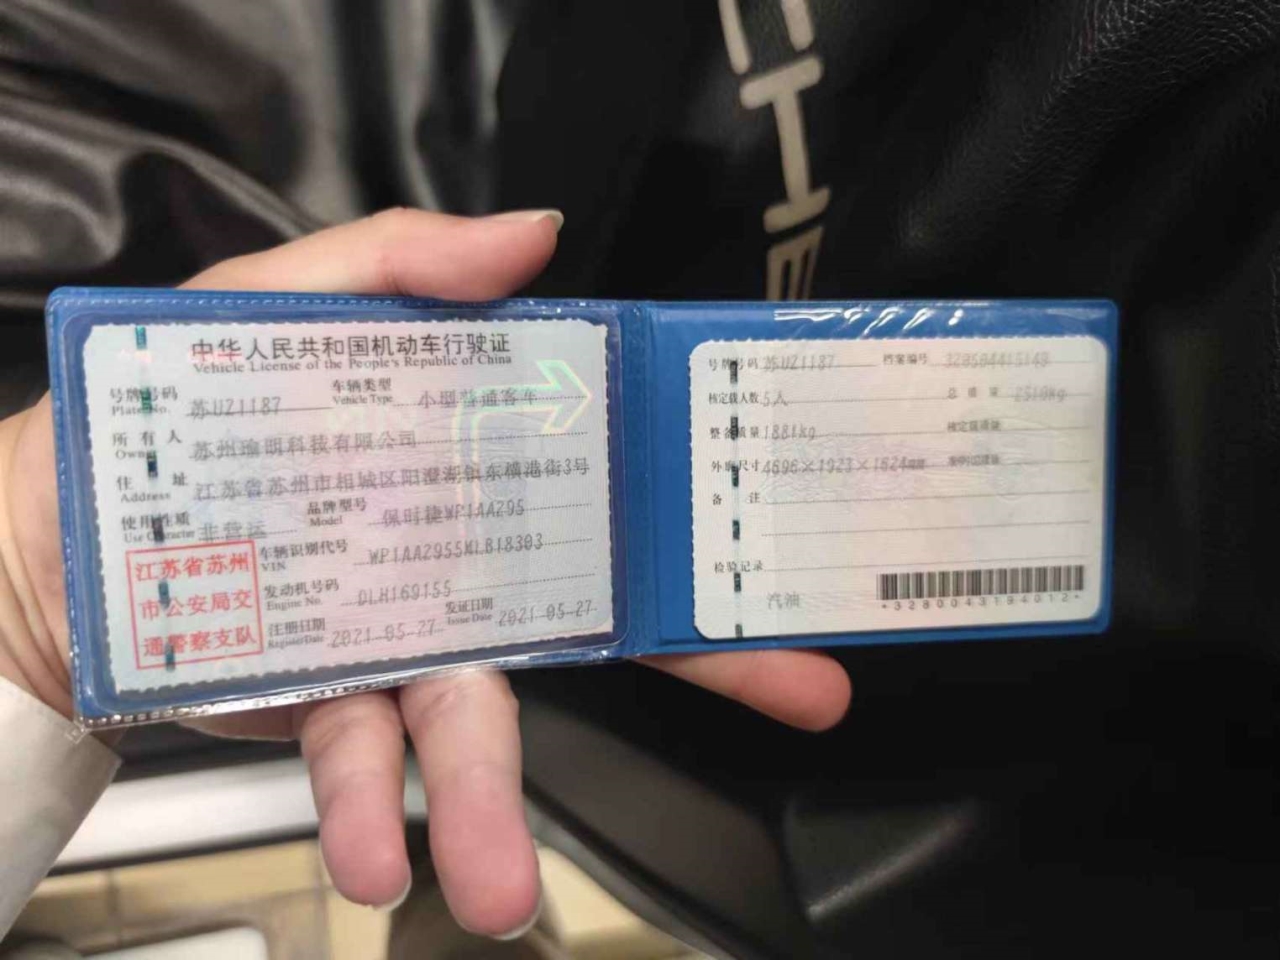 CHE
中华人民共和国机动车行驶证
Vehicle License of the People's Republic of China
号牌号码 苏UZ1187 车辆类型 小型普通客车
Plate No. Vehicle Type
所有人 苏州瑜明科技有限公司
Owner
住址 江苏省苏州市相城区阳澄湖镇东横港街3号
Address
使用性质 非营运 品牌型号 保时捷WP1AA295
Use Character Model
江苏省苏州
市公安局交
通警察支队
车辆识别代号 WP1AA2955MLB18303
VIN
发动机号码 DLH169155
Engine No.
注册日期 2021-05-27 发证日期 2021-05-27
Register Date Issue Date
号牌号码 苏UZ1187 档案编号
核定载人数 5人 总质量 2510kg
整备质量 1881kg 核定载质量
外廓尺寸 4696×1923×1624mm
备注
检验记录
汽油
*3280043194012*